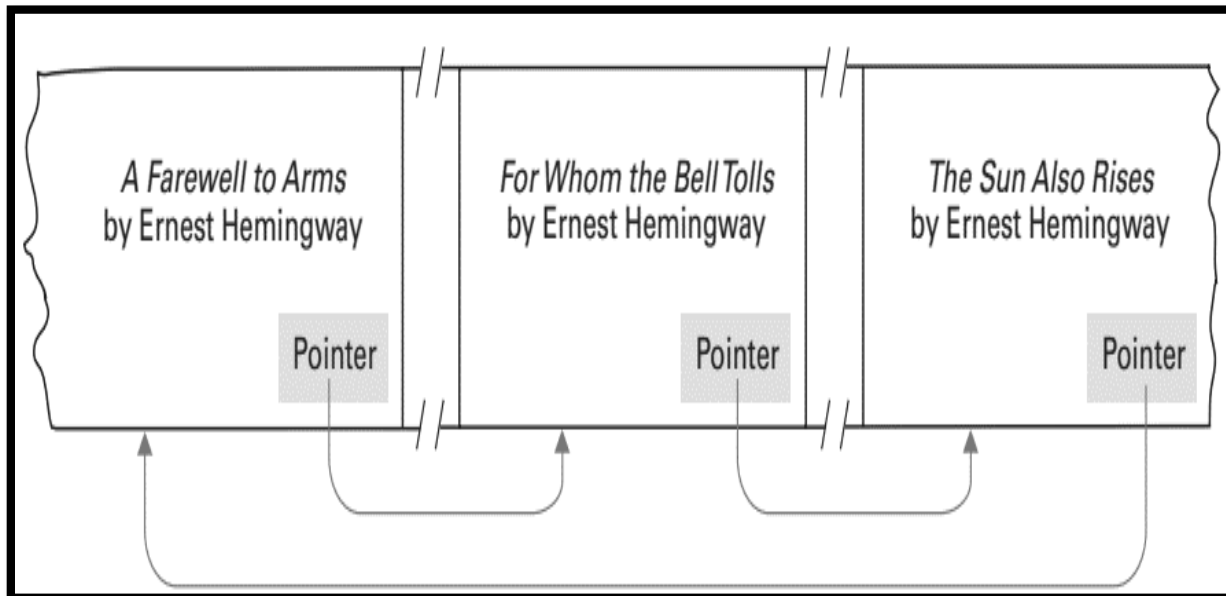 A Farewell to Arms
by Ernest Hemingway
Pointer
For Whom the Bell Tolls
by Ernest Hemingway
Pointer
The Sun Also Rises
by Ernest Hemingway
Pointer